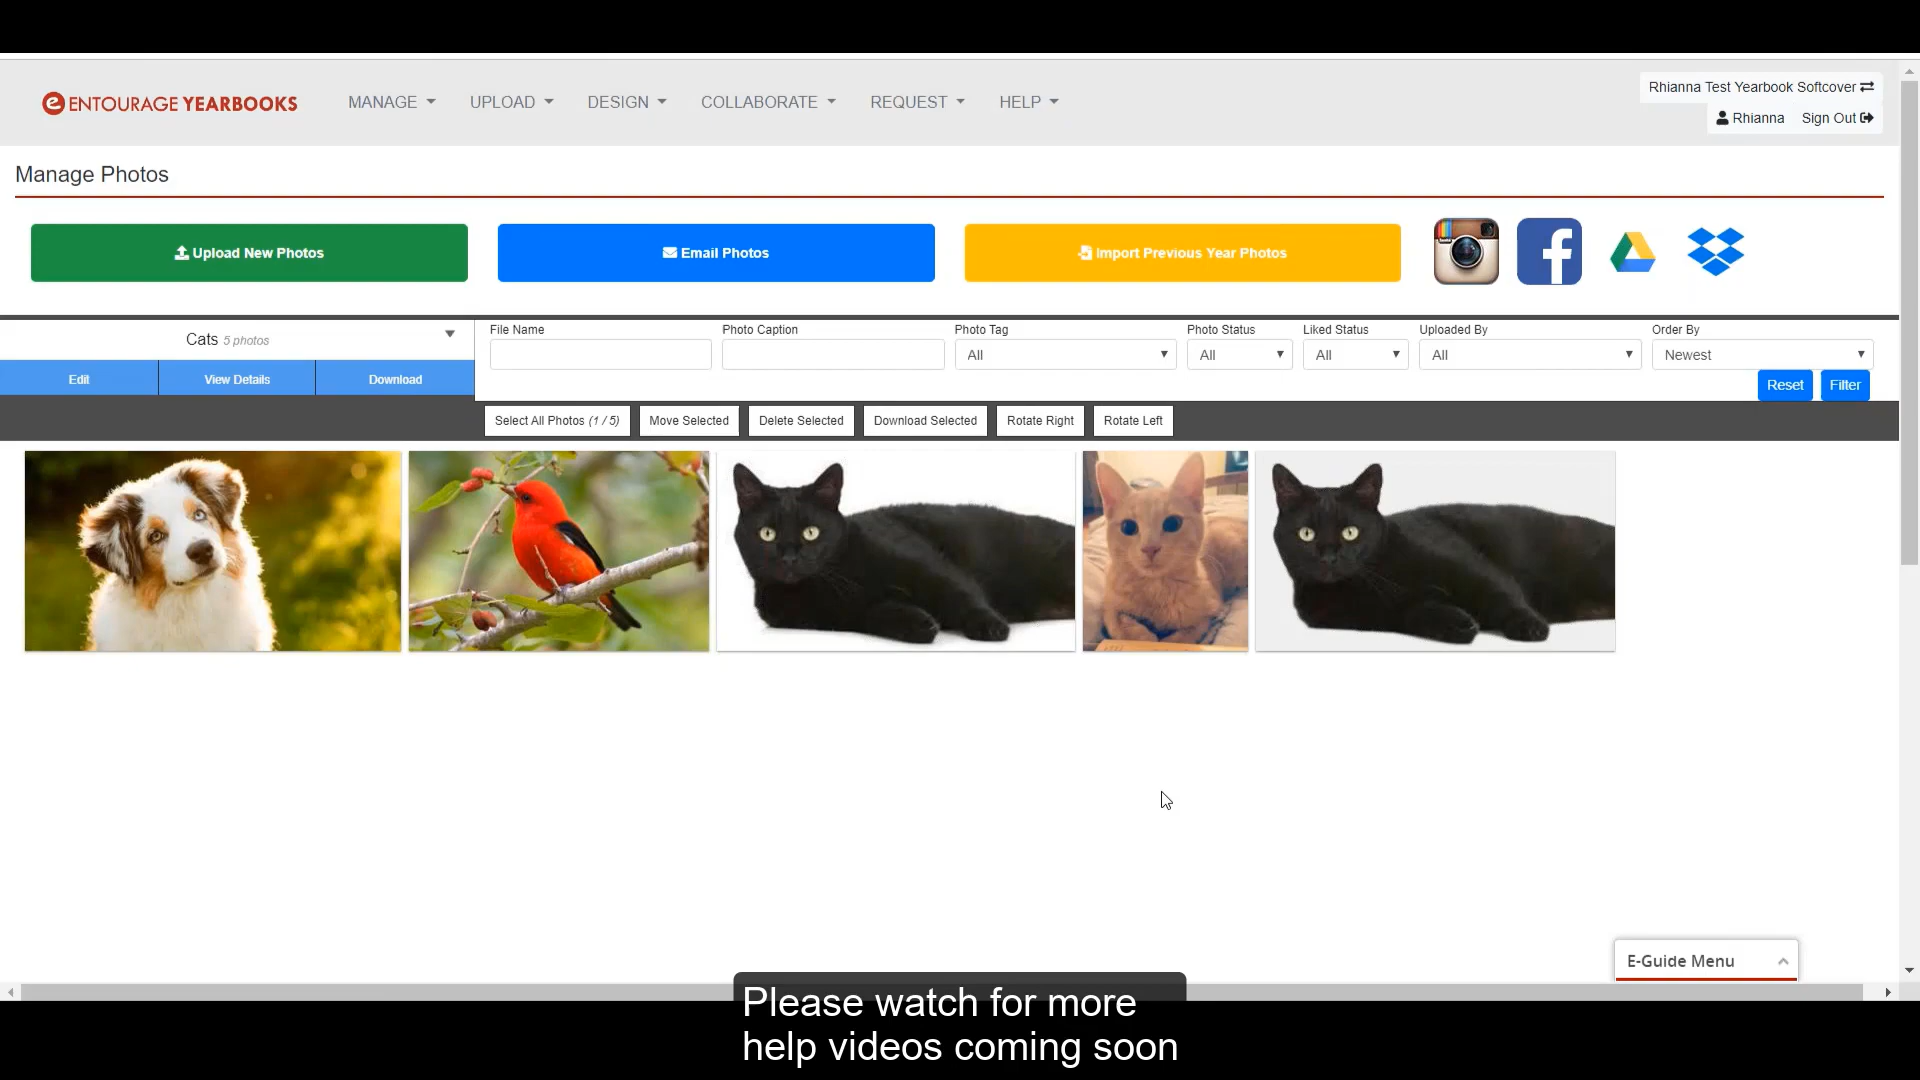 ENTOURAGE YEARBOOKS
MANAGE
UPLOAD
DESIGN
COLLABORATE
REQUEST
HELP
Rhianna Test Yearbook Softcover
Rhianna
Sign Out
Manage Photos
Upload New Photos
Email Photos
Import Previous Year Photos
Cats 5 photos
Edit
View Details
Download
File Name
Photo Caption
Photo Tag
Photo Status
Liked Status
Uploaded By
Order By
All
All
All
All
Newest
Reset
Filter
Select All Photos (1 / 5)
Move Selected
Delete Selected
Download Selected
Rotate Right
Rotate Left
E-Guide Menu
Please watch for more
help videos coming soon